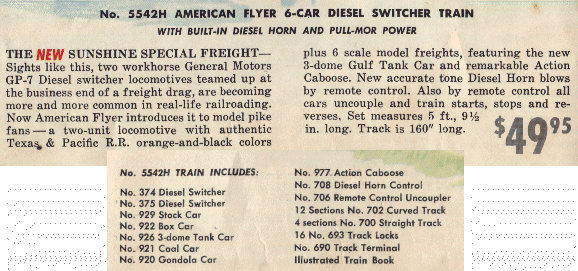 No. 5542H AMERICAN FLYER 6-CAR DIESEL SWITCHER TRAIN
WITH BUILT-IN DIESEL HORN AND PULL-MOR POWER
THE NEW SUNSHINE SPECIAL FREIGHT—
Sights like this, two workhorse General Motors
GP-7 Diesel switcher locomotives teamed up at
the business end of a freight drag, are becoming
more and more common in real-life railroading.
Now American Flyer introduces it to model pike
fans — a two-unit locomotive with authentic
Texas & Pacific R.R. orange-and-black colors
plus 6 scale model freights, featuring the new
3-dome Gulf Tank Car and remarkable Action
Caboose. New accurate tone Diesel Horn blows
by remote control. Also by remote control all
cars uncouple and train starts, stops and re-
verses. Set measures 5 ft., 9½
in. long. Track is 160" long.
$49.95
No. 5542H TRAIN INCLUDES:
No. 374 Diesel Switcher
No. 375 Diesel Switcher
No. 929 Stock Car
No. 922 Box Car
No. 926 3-dome Tank Car
No. 921 Coal Car
No. 920 Gondola Car
No. 977 Action Caboose
No. 708 Diesel Horn Control
No. 706 Remote Control Uncoupler
12 Sections No. 702 Curved Track
4 sections No. 700 Straight Track
16 No. 693 Track Locks
No. 690 Track Terminal
Illustrated Train Book